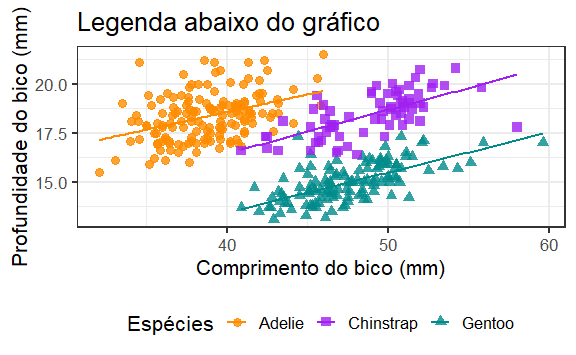 Legenda abaixo do gráfico
Profundidade do bico (mm)
20.0
17.5
15.0
40
50
60
Comprimento do bico (mm)
Espécies
Adelie
Chinstrap
Gentoo